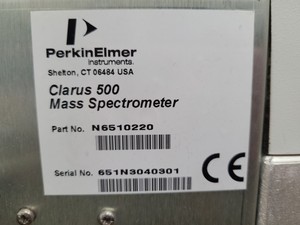 PerkinElmer
instruments.
Shelton, CT 06484 USA
Clarus 500
Mass Spectrometer
Part No. N6510220
Serial No. 651N3040301
CE